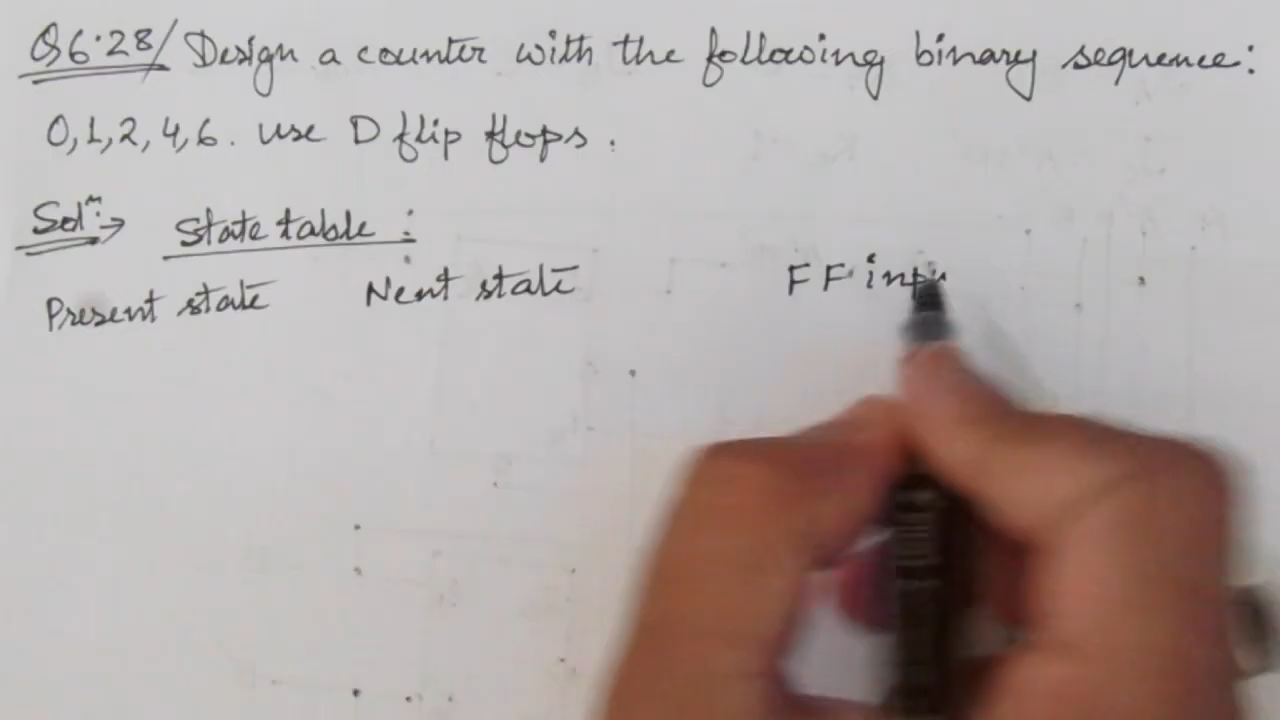 Q6.28/ Design a counter with the following binary sequence:
0,1,2,4,6. use D flip flops.
Solⁿ:→ State table:
Present state Next state FF inpu